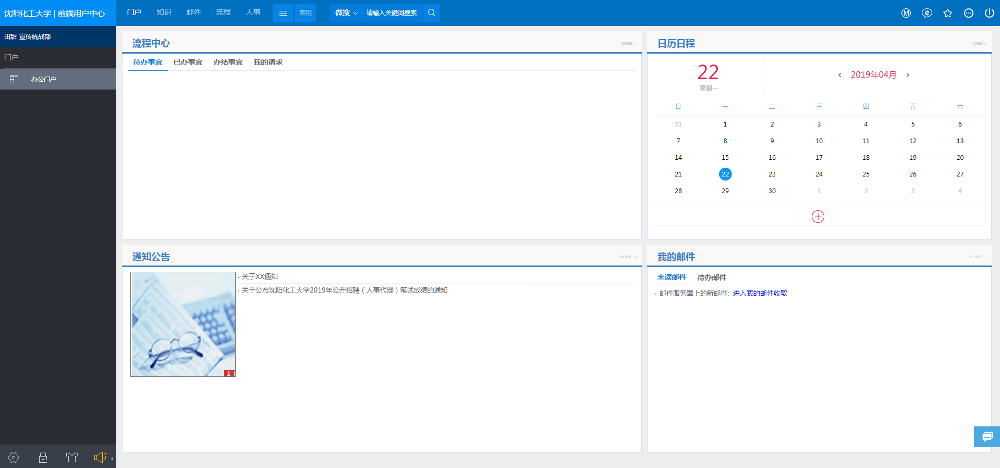 沈阳化工大学 | 前端用户中心
门户 知识 邮件 流程 人事 常用 微搜 请输入关键词搜索
田甜 宣传统战部
门户
办公门户
流程中心 MORE >>
待办事宜 已办事宜 办结事宜 我的请求
日历日程 MORE >>
22
星期一
2019年04月
日 一 二 三 四 五 六
31 1 2 3 4 5 6
7 8 9 10 11 12 13
14 15 16 17 18 19 20
21 22 23 24 25 26 27
28 29 30 1 2 3 4
通知公告 MORE >>
· 关于XX通知
· 关于公布沈阳化工大学2019年公开招聘（人事代理）笔试成绩的通知
1
我的邮件 MORE >>
未读邮件 待办邮件
· 邮件服务器上的新邮件: 进入我的邮件收取